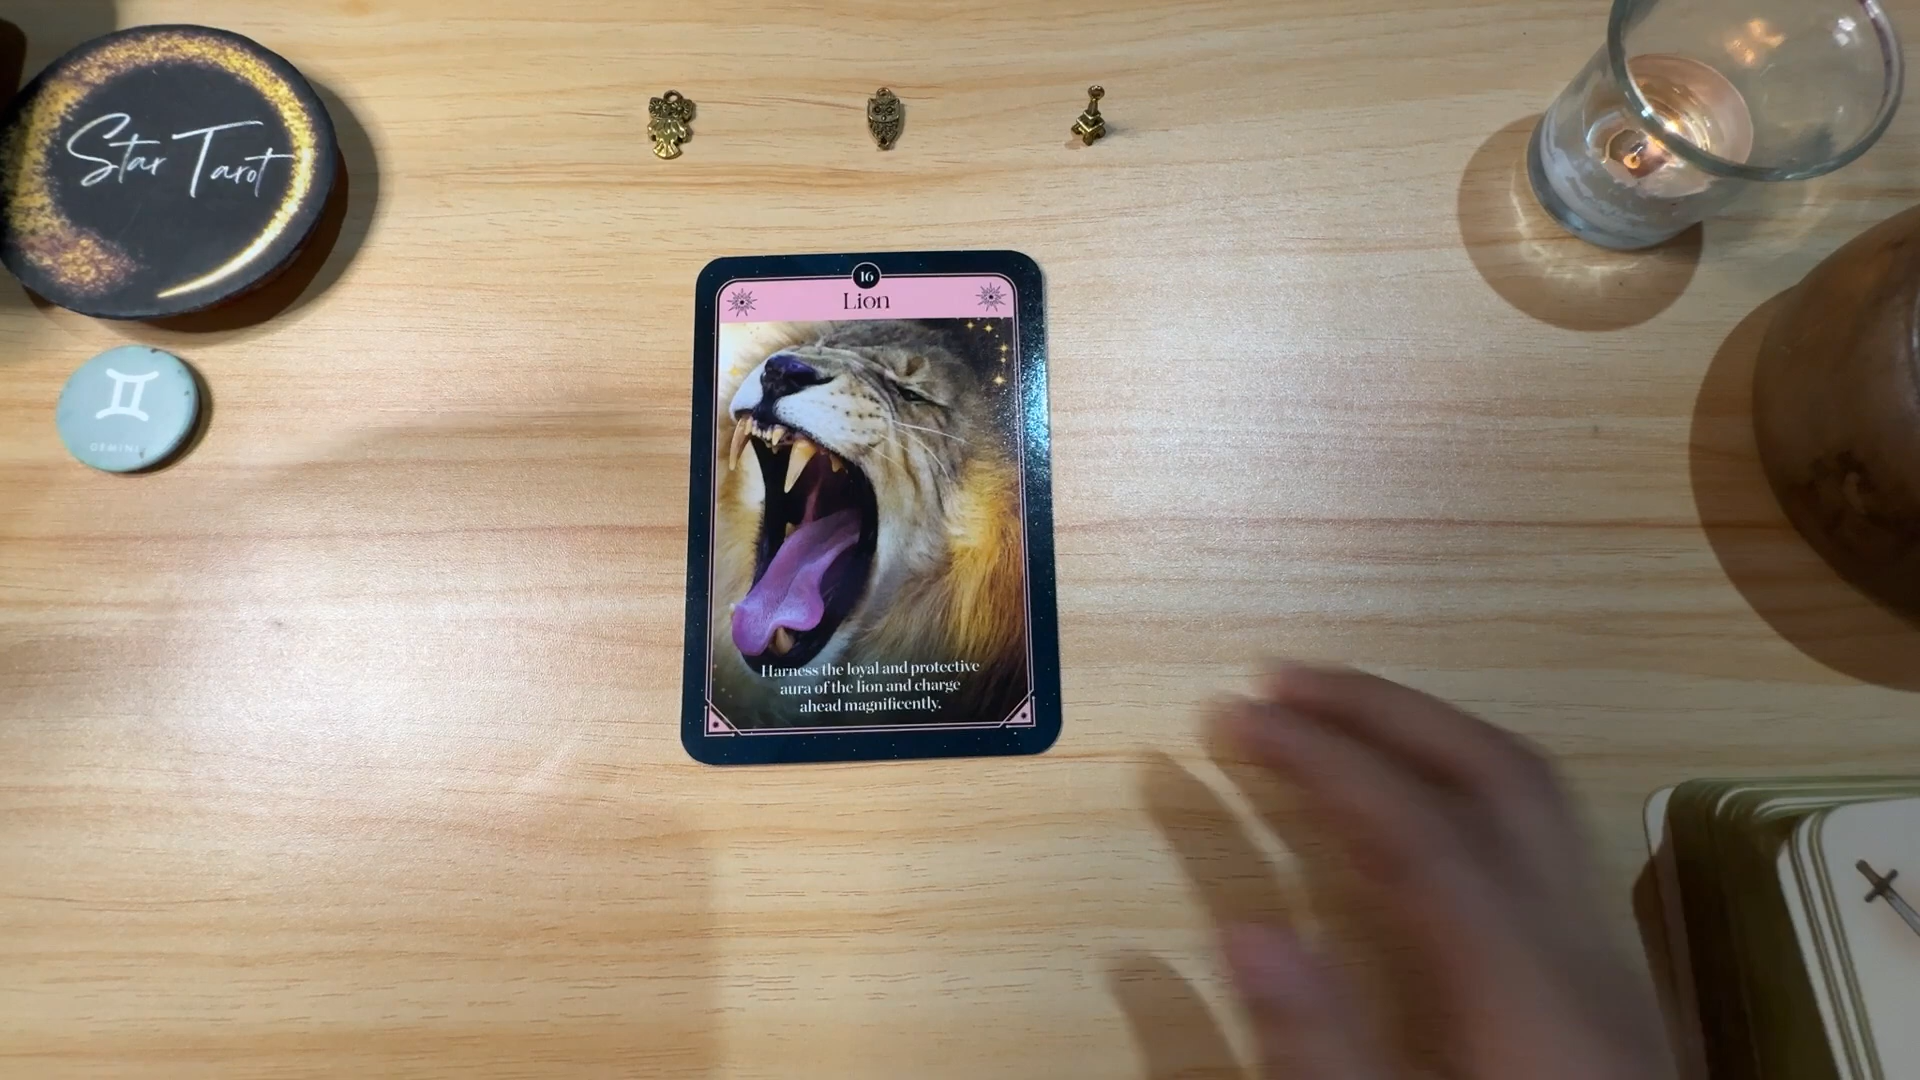 Star Tarot
16
Lion
GEMINI
Harness the loyal and protective
aura of the lion and charge
ahead magnificently.